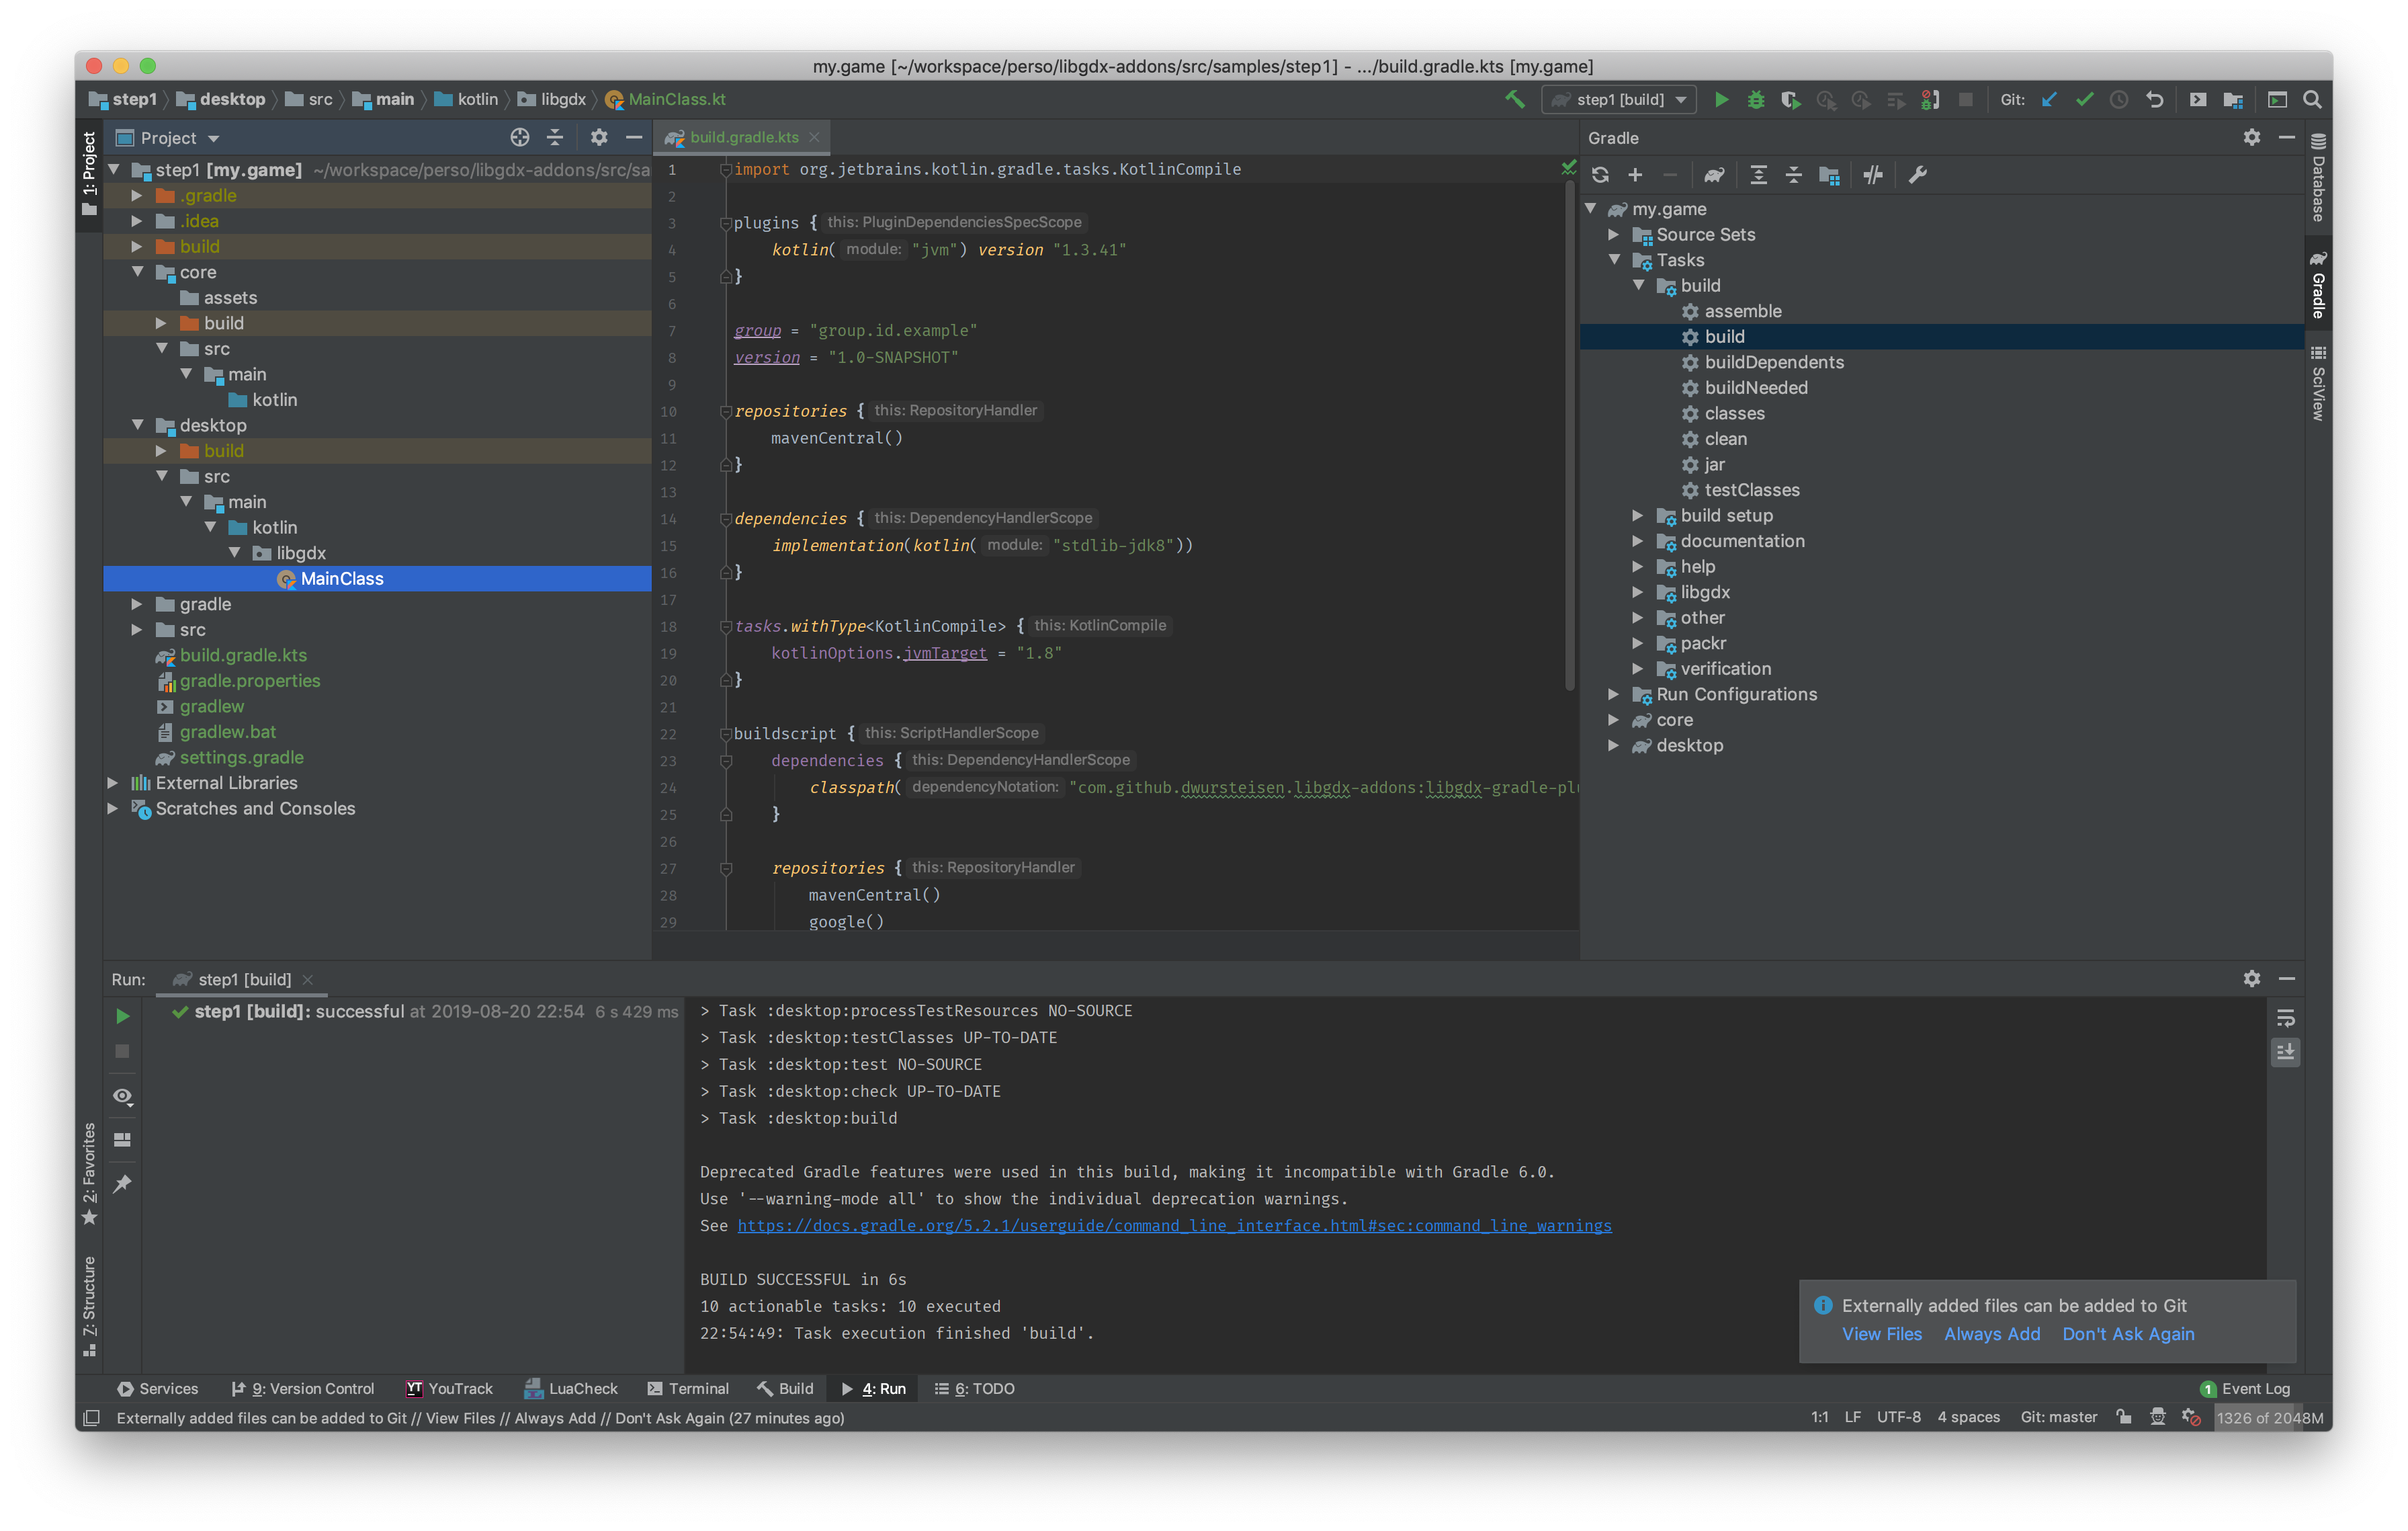 my.game [~/workspace/perso/libgdx-addons/src/samples/step1] - .../build.gradle.kts [my.game]
step1 desktop src main kotlin libgdx MainClass.kt
step1 [build]
Git:
1: Project
Project
step1 [my.game] ~/workspace/perso/libgdx-addons/src/sa
.gradle
.idea
build
core
assets
build
src
main
kotlin
desktop
build
src
main
kotlin
libgdx
MainClass
gradle
src
build.gradle.kts
gradle.properties
gradlew
gradlew.bat
settings.gradle
External Libraries
Scratches and Consoles
build.gradle.kts
1 import org.jetbrains.kotlin.gradle.tasks.KotlinCompile
2
3 plugins { this: PluginDependenciesSpecScope
4 kotlin( module: "jvm") version "1.3.41"
5 }
6
7 group = "group.id.example"
8 version = "1.0-SNAPSHOT"
9
10 repositories { this: RepositoryHandler
11 mavenCentral()
12 }
13
14 dependencies { this: DependencyHandlerScope
15 implementation(kotlin( module: "stdlib-jdk8"))
16 }
17
18 tasks.withType<KotlinCompile> { this: KotlinCompile
19 kotlinOptions.jvmTarget = "1.8"
20 }
21
22 buildscript { this: ScriptHandlerScope
23 dependencies { this: DependencyHandlerScope
24 classpath( dependencyNotation: "com.github.dwursteisen.libgdx-addons:libgdx-gradle-plu
25 }
26
27 repositories { this: RepositoryHandler
28 mavenCentral()
29 google()
Gradle
my.game
Source Sets
Tasks
build
assemble
build
buildDependents
buildNeeded
classes
clean
jar
testClasses
build setup
documentation
help
libgdx
other
packr
verification
Run Configurations
core
desktop
Database
Gradle
SciView
Run: step1 [build]
step1 [build]: successful at 2019-08-20 22:54 6 s 429 ms
> Task :desktop:processTestResources NO-SOURCE
> Task :desktop:testClasses UP-TO-DATE
> Task :desktop:test NO-SOURCE
> Task :desktop:check UP-TO-DATE
> Task :desktop:build
Deprecated Gradle features were used in this build, making it incompatible with Gradle 6.0.
Use '--warning-mode all' to show the individual deprecation warnings.
See https://docs.gradle.org/5.2.1/userguide/command_line_interface.html#sec:command_line_warnings
BUILD SUCCESSFUL in 6s
10 actionable tasks: 10 executed
22:54:49: Task execution finished 'build'.
2: Favorites
7: Structure
Externally added files can be added to Git
View Files Always Add Don't Ask Again
Services 9: Version Control YT YouTrack LuaCheck Terminal Build 4: Run 6: TODO 1 Event Log
Externally added files can be added to Git // View Files // Always Add // Don't Ask Again (27 minutes ago) 1:1 LF UTF-8 4 spaces Git: master 1326 of 2048M